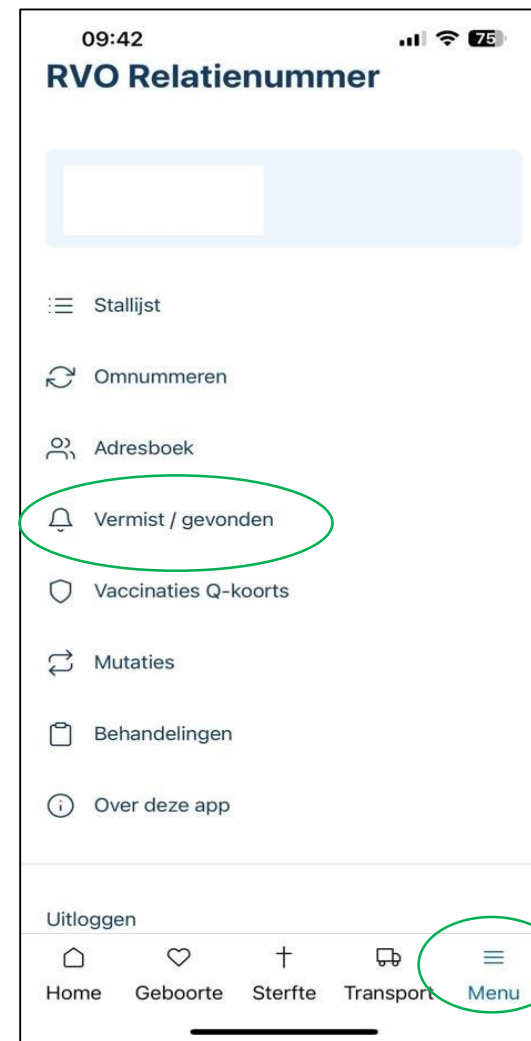 09:42
75
RVO Relatienummer
Stallijst
Omnummeren
Adresboek
Vermist / gevonden
Vaccinaties Q-koorts
Mutaties
Behandelingen
Over deze app
Uitloggen
Home Geboorte Sterfte Transport Menu